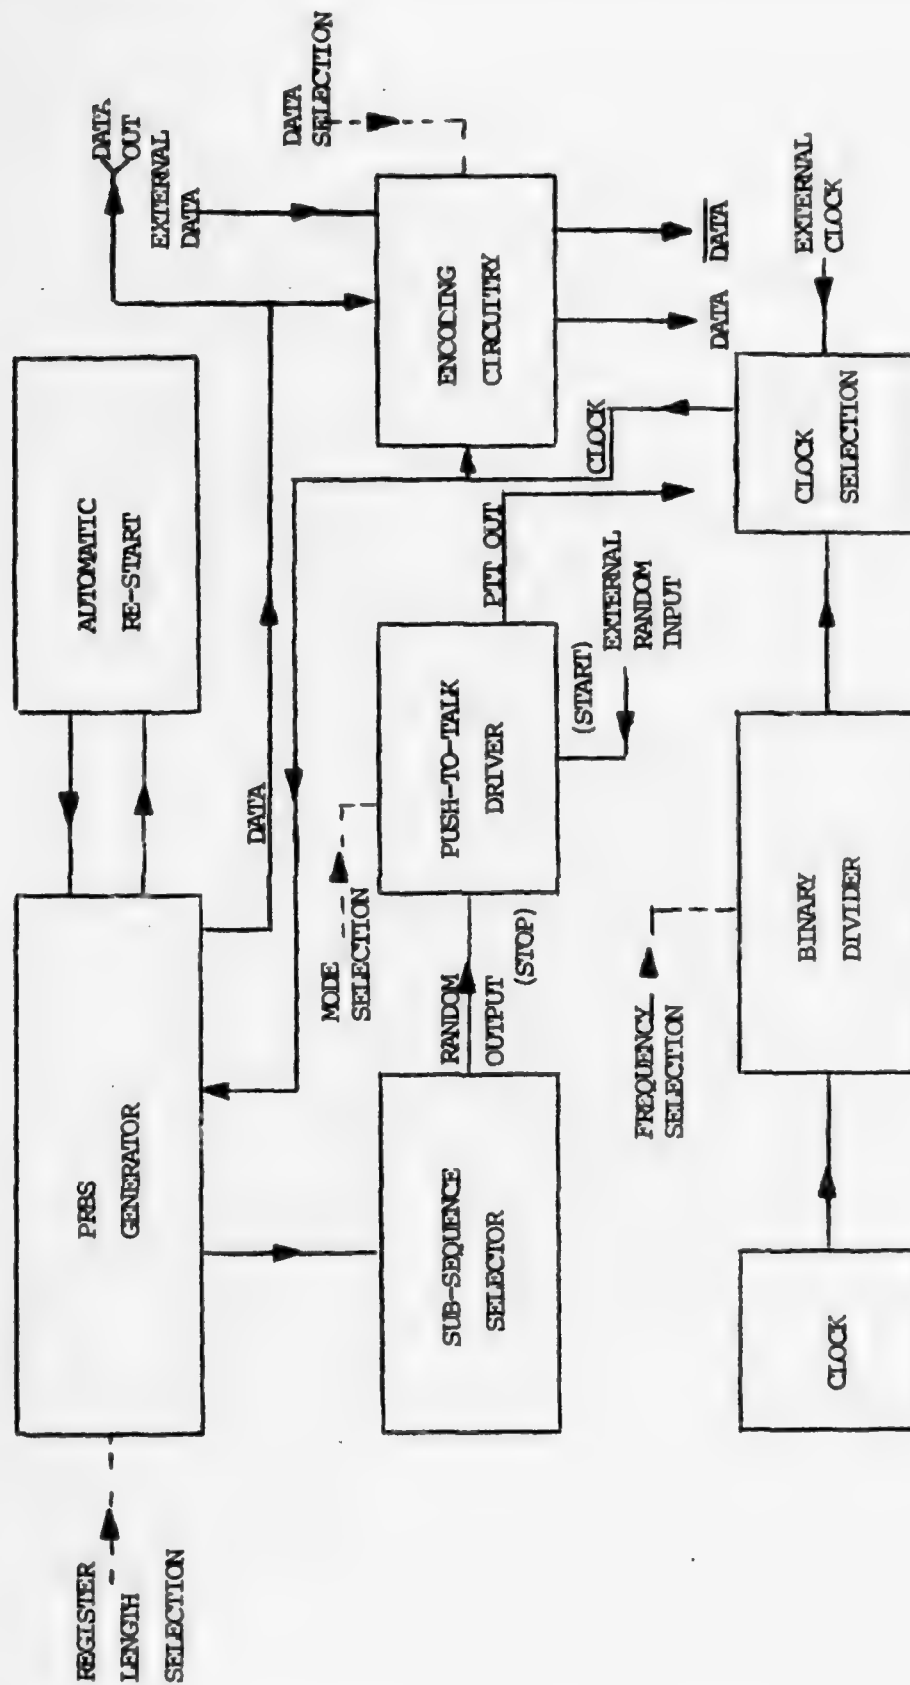 REGISTER
LENGTH
SELECTION
PRBS
GENERATOR
AUTOMATIC
RE-START
DATA
DATA
OUT
EXTERNAL
DATA
DATA
SELECTION
MODE
SELECTION
SUB-SEQUENCE
SELECTOR
RANDOM
OUTPUT
(STOP)
PUSH-TO-TALK
DRIVER
PTT OUT
(START)
EXTERNAL
RANDOM
INPUT
ENCODING
CIRCUITRY
CLOCK
DATA
DATA
FREQUENCY
SELECTION
CLOCK
BINARY
DIVIDER
CLOCK
SELECTION
EXTERNAL
CLOCK